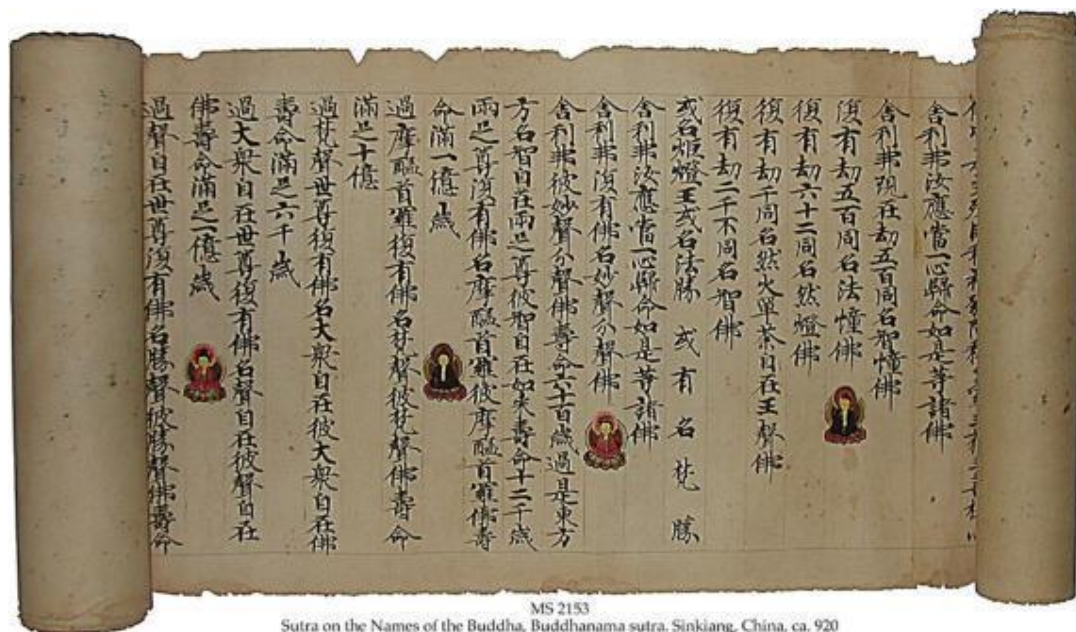 舍利弗汝應當一心歸命如是等諸佛
舍利弗現在劫五百同名智幢佛
復有劫五百同名法幢佛
復有劫六十二同名然燈佛
復有劫千同名然火單荼自在王聲佛
復有劫二千不同名智佛
或名炬燈王或名法勝或有名梵勝
舍利弗汝應當一心歸命如是等諸佛
舍利弗復有佛名妙聲分聲佛
舍利弗彼妙聲分聲佛壽命六十百歲過是東方
方名智自在兩足尊彼智自在如来壽命十二千歲
兩足尊復有佛名摩醯首羅彼摩醯首羅佛壽
命滿一億歲
過摩醯首羅復有佛名梵聲彼梵聲佛壽命
滿足十億
過梵聲世尊復有佛名大衆自在彼大衆自在佛
壽命滿足六千歲
過大衆自在世尊復有佛名聲自在彼聲自在
佛壽命滿足一億歲
過聲自在世尊復有佛名勝聲彼勝聲佛壽命
MS 2153
Sutra on the Names of the Buddha, Buddhanama sutra. Sinkiang, China, ca. 920